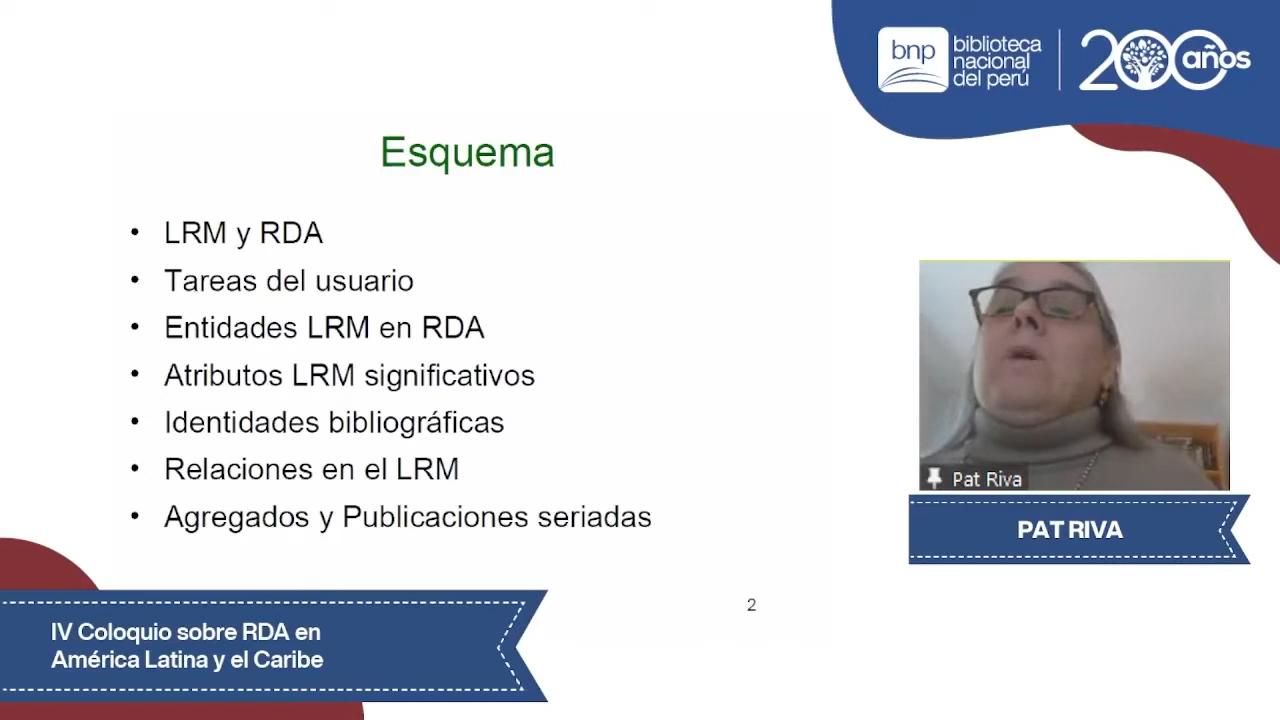 bnp
biblioteca
nacional
del perú
200 años
Esquema
• LRM y RDA
• Tareas del usuario
• Entidades LRM en RDA
• Atributos LRM significativos
• Identidades bibliográficas
• Relaciones en el LRM
• Agregados y Publicaciones seriadas
2
Pat Riva
PAT RIVA
IV Coloquio sobre RDA en
América Latina y el Caribe